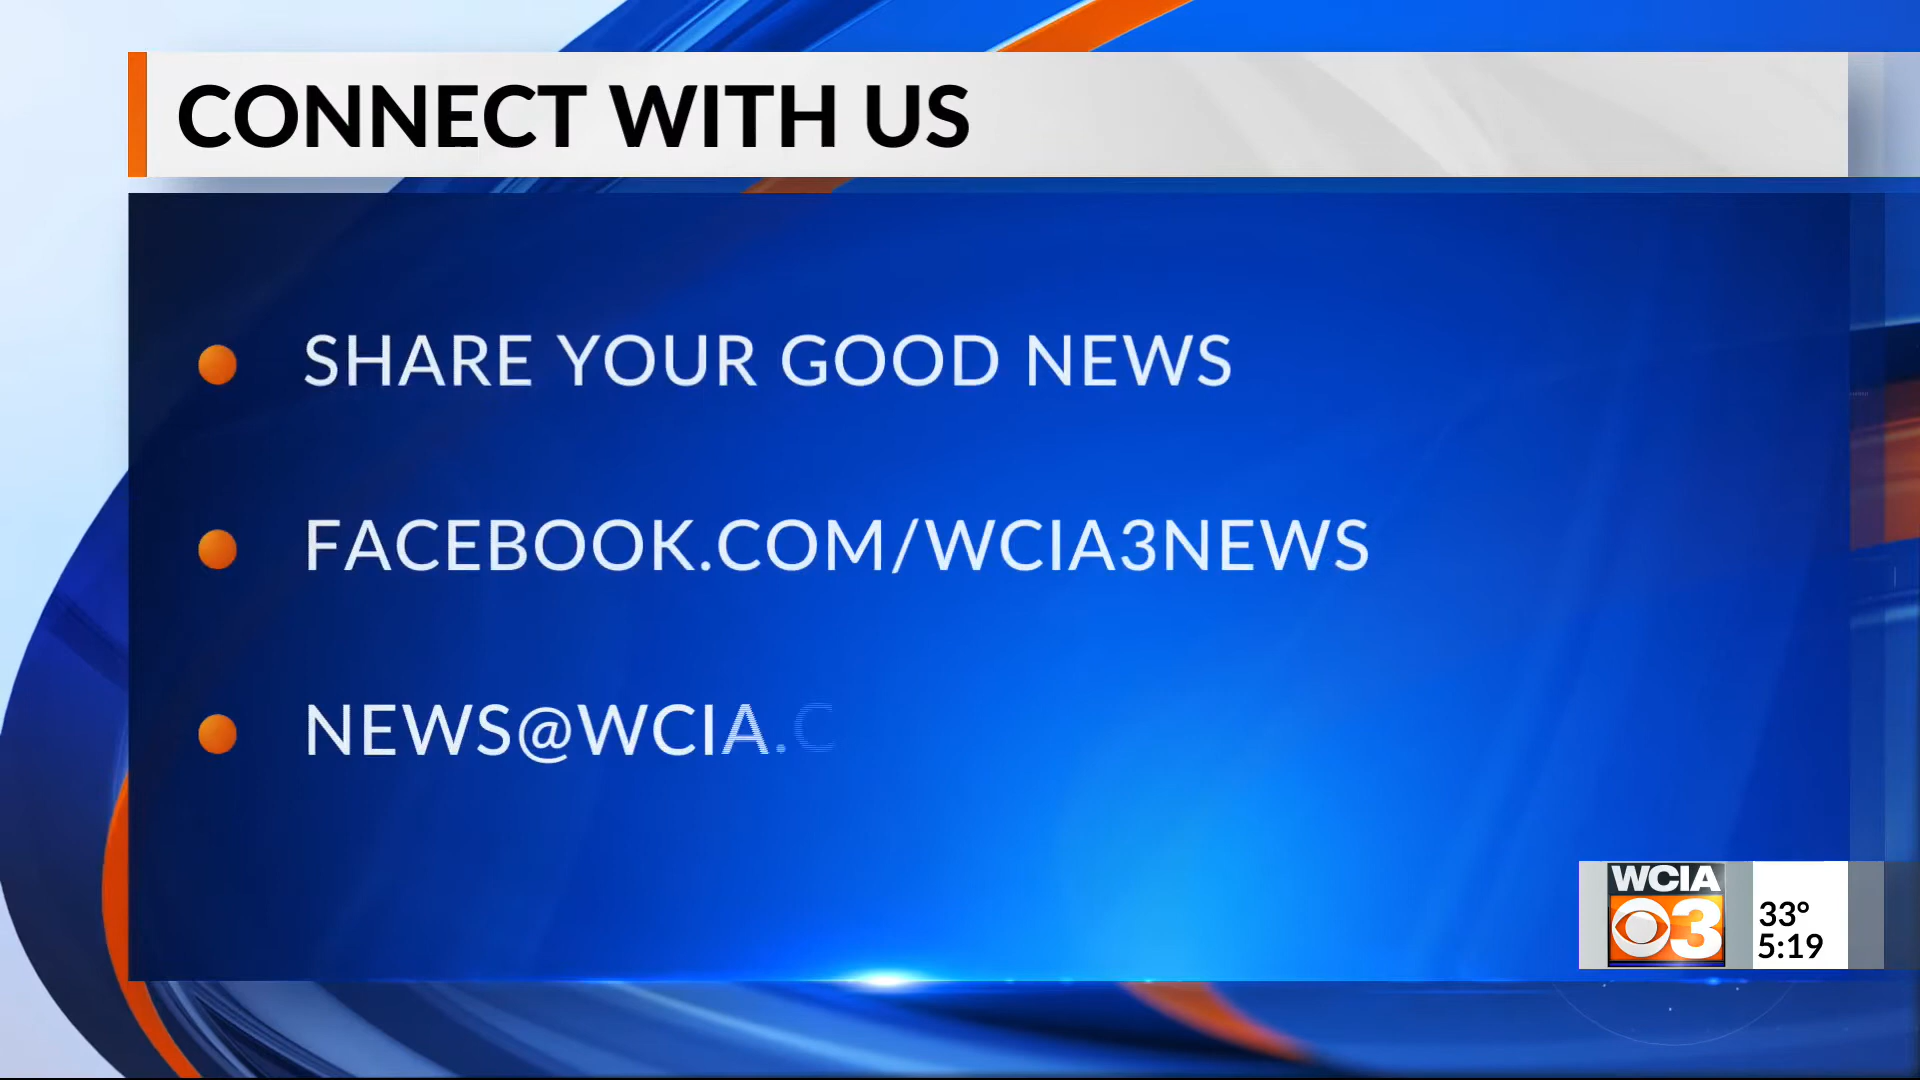 CONNECT WITH US
SHARE YOUR GOOD NEWS
FACEBOOK.COM/WCIA3NEWS
NEWS@WCIA.C
WCIA
3
33°
5:19